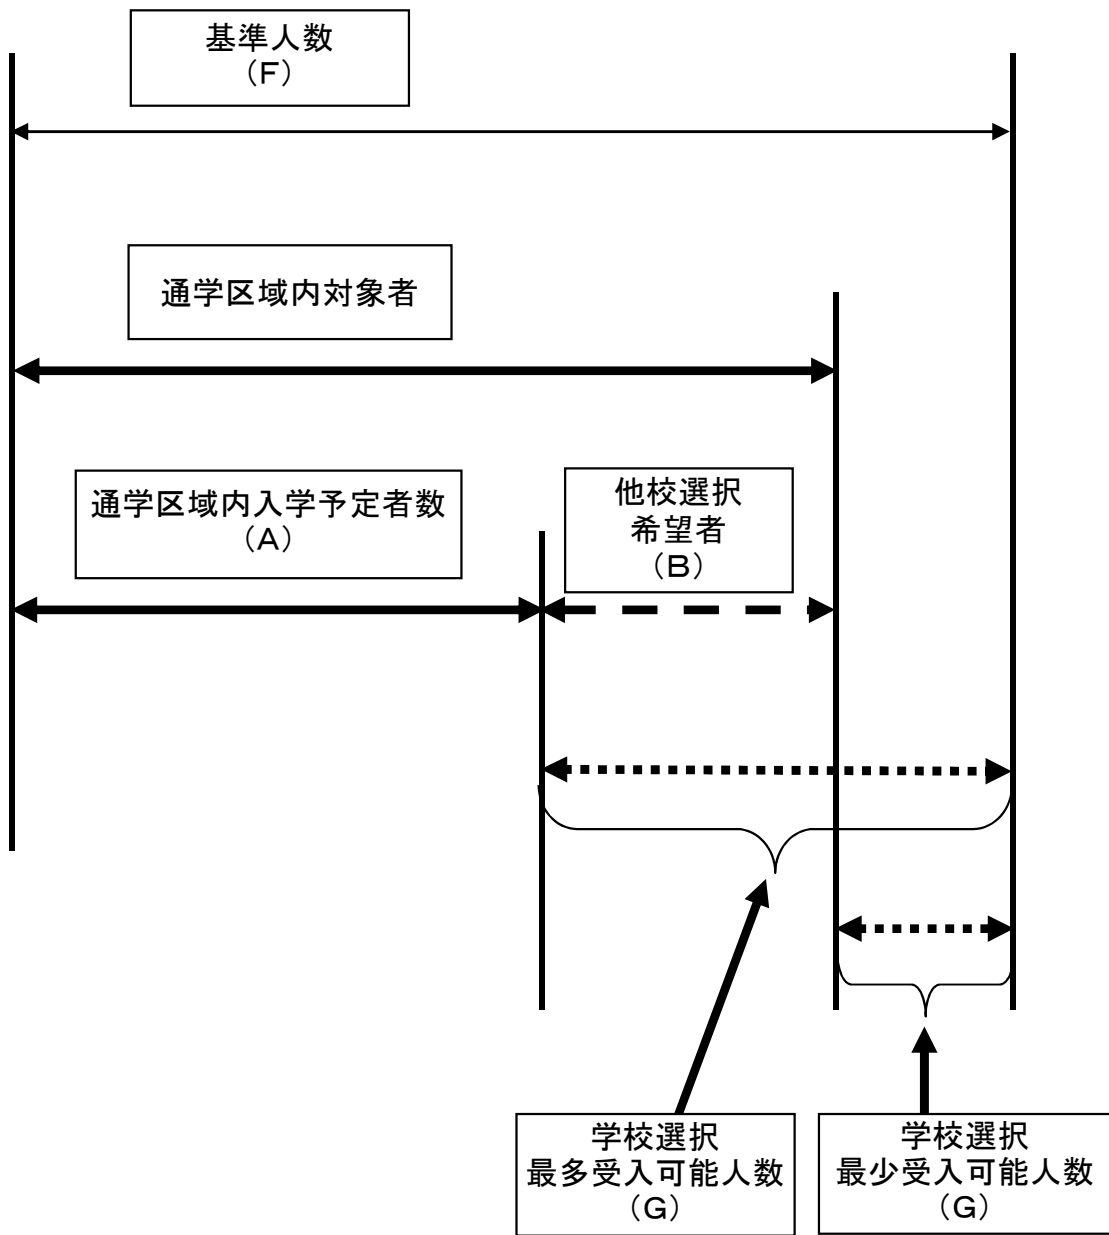 基準人数
（F）
通学区域内対象者
通学区域内入学予定者数
（A）
他校選択
希望者
（B）
学校選択
最多受入可能人数
（G）
学校選択
最少受入可能人数
（G）